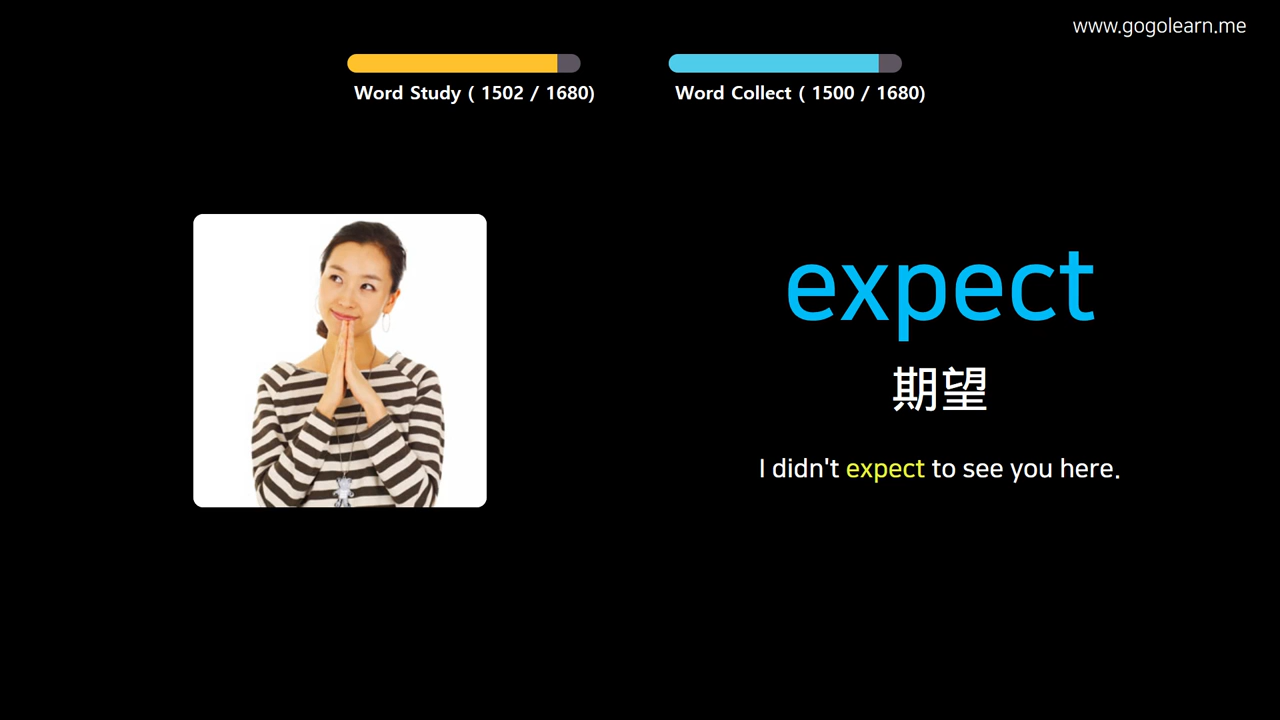 www.gogolearn.me
Word Study ( 1502 / 1680)
Word Collect ( 1500 / 1680)
expect
期望
I didn't expect to see you here.